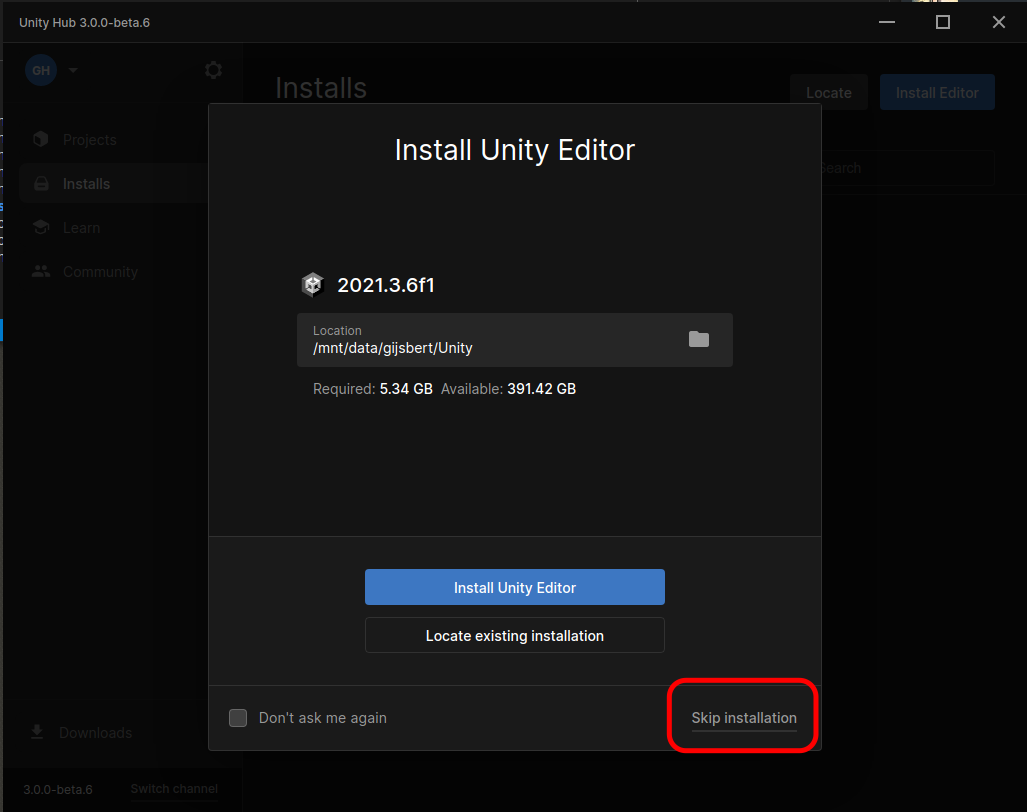 Unity Hub 3.0.0-beta.6
GH
Installs
Locate
Install Editor
Projects
Installs
Learn
Community
Search
Install Unity Editor
2021.3.6f1
Location
/mnt/data/gijsbert/Unity
Required: 5.34 GB Available: 391.42 GB
Install Unity Editor
Locate existing installation
Don't ask me again
Skip installation
Downloads
3.0.0-beta.6
Switch channel